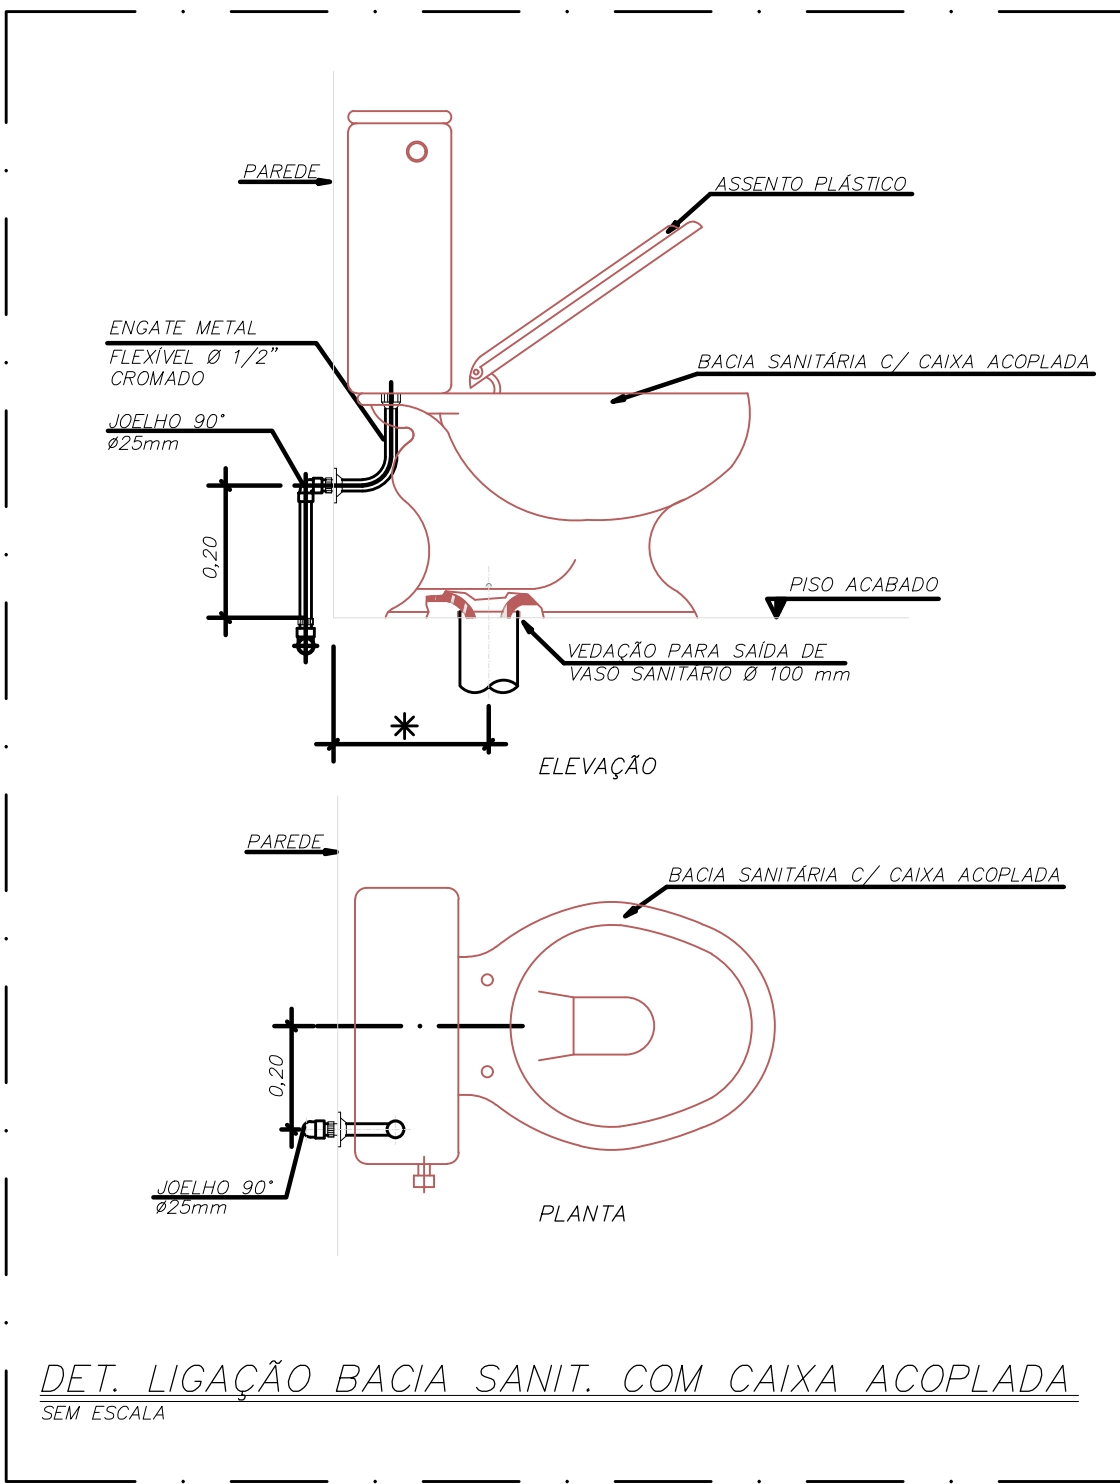 PAREDE
ASSENTO PLÁSTICO
ENGATE METAL
FLEXÍVEL Ø 1/2"
CROMADO
BACIA SANITÁRIA C/ CAIXA ACOPLADA
JOELHO 90°
Ø25mm
0,20
PISO ACABADO
VEDAÇÃO PARA SAÍDA DE
VASO SANITÁRIO Ø 100 mm
ELEVAÇÃO
PAREDE
BACIA SANITÁRIA C/ CAIXA ACOPLADA
0,20
JOELHO 90°
Ø25mm
PLANTA
DET. LIGAÇÃO BACIA SANIT. COM CAIXA ACOPLADA
SEM ESCALA